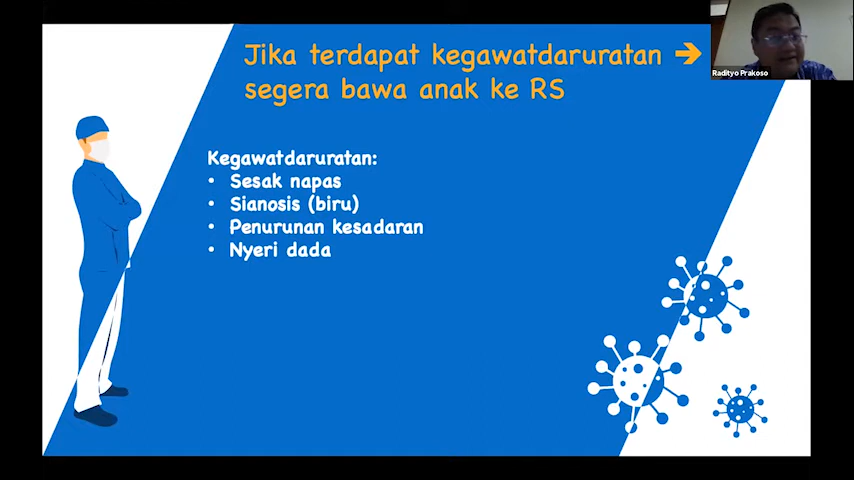 Jika terdapat kegawatdaruratan →
segera bawa anak ke RS
Radityo Prakoso
Kegawatdaruratan:
• Sesak napas
• Sianosis (biru)
• Penurunan kesadaran
• Nyeri dada